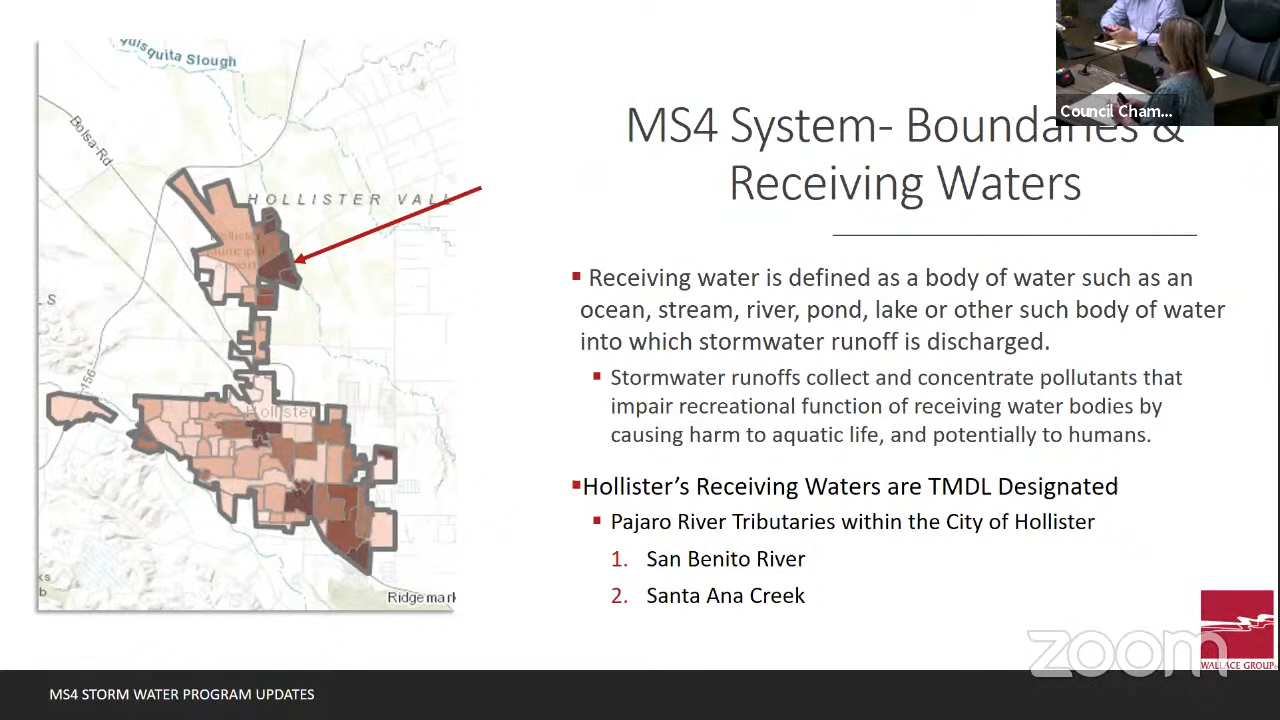 Slough
Bolsa-Rd
HOLLISTER VALL
Hollister
Municipal
Airport
LS
156
Hollister
ks
b
Ridgemark
MS4 System- Boundaries &
Receiving Waters
Council Cham...
▪ Receiving water is defined as a body of water such as an
ocean, stream, river, pond, lake or other such body of water
into which stormwater runoff is discharged.
▪ Stormwater runoffs collect and concentrate pollutants that
impair recreational function of receiving water bodies by
causing harm to aquatic life, and potentially to humans.
▪Hollister’s Receiving Waters are TMDL Designated
▪ Pajaro River Tributaries within the City of Hollister
1. San Benito River
2. Santa Ana Creek
zoom
WALLACE GROUP
MS4 STORM WATER PROGRAM UPDATES